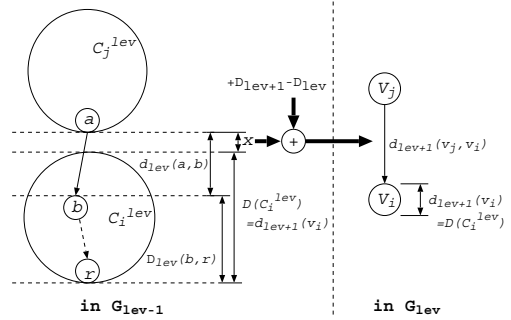 C_j^lev
a
+D_lev+1-D_lev
V_j
x
+
d_lev(a,b)
d_lev+1(v_j,v_i)
b
C_i^lev
D(C_i^lev)
=d_lev+1(v_i)
V_i
d_lev+1(v_i)
=D(C_i^lev)
D_lev(b,r)
r
in G_lev-1
in G_lev